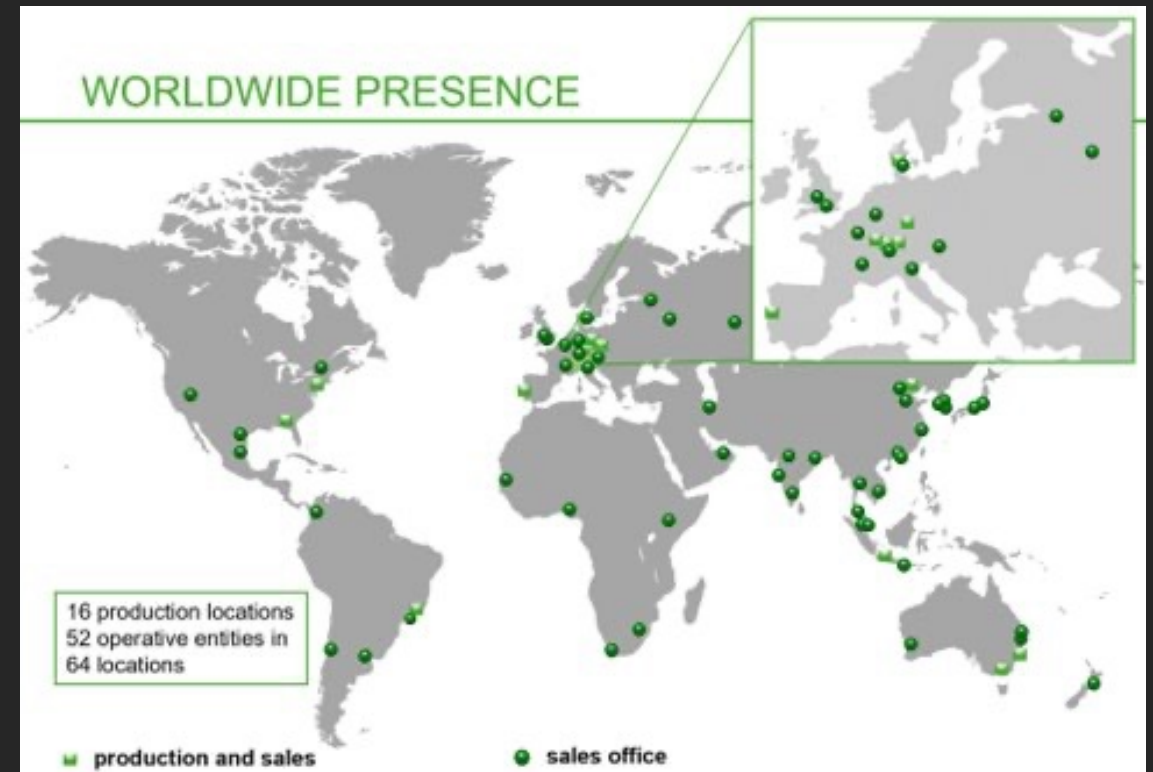 WORLDWIDE PRESENCE
16 production locations
52 operative entities in
64 locations
production and sales
sales office